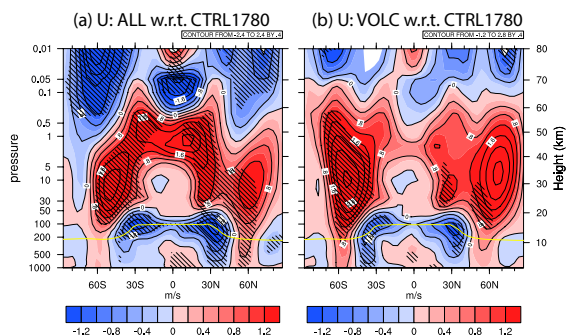 (a) U: ALL w.r.t. CTRL1780
(b) U: VOLC w.r.t. CTRL1780
CONTOUR FROM -2.4 TO 2.4 BY .4
CONTOUR FROM -1.2 TO 2.8 BY .4
pressure
0.01
0.05
0.1
0.5
1
5
10
30
50
100
200
500
1000
80
70
60
50
40
30
20
10
Height (km)
60S 30S 0 30N 60N
m/s
60S 30S 0 30N 60N
m/s
-1.2 -0.8 -0.4 0 0.4 0.8 1.2
-1.2 -0.8 -0.4 0 0.4 0.8 1.2